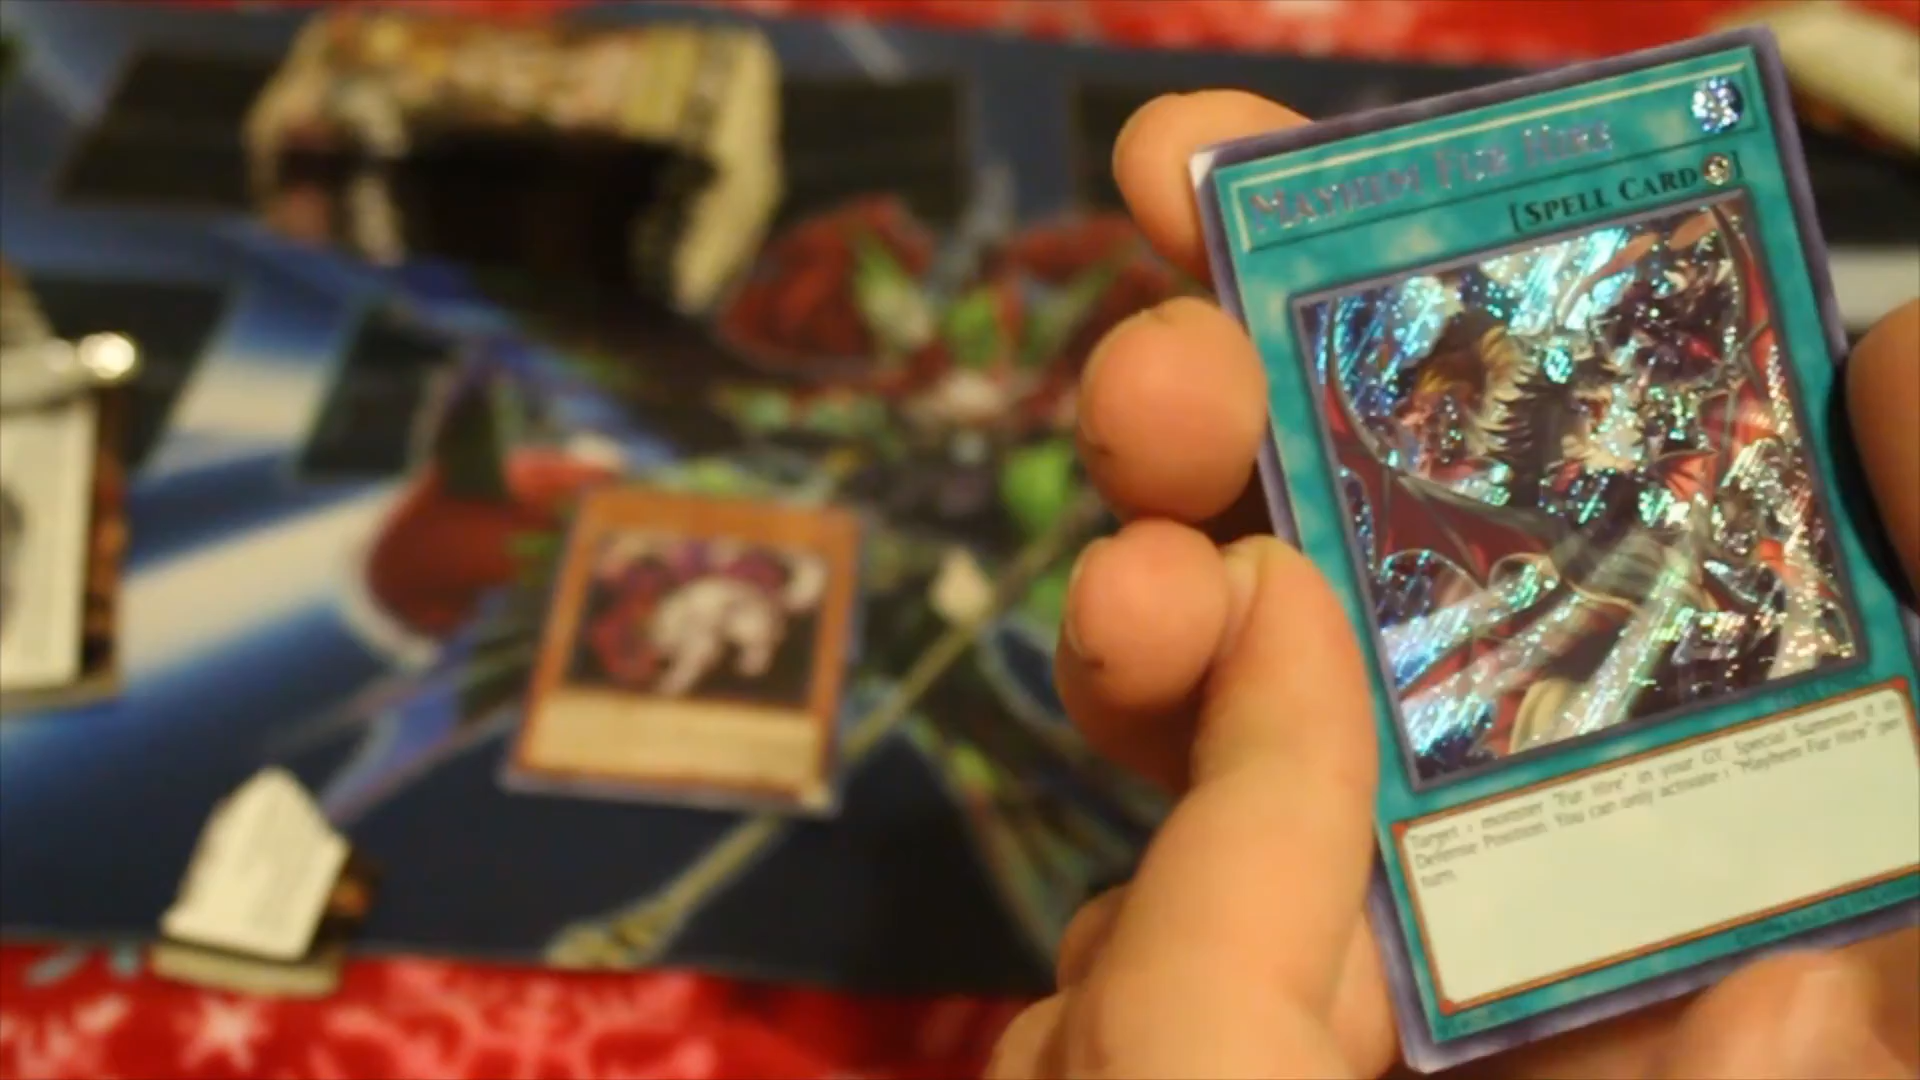 MAYHEM FUR HIRE
[SPELL CARD ]
Target 1 monster "Fur Hire" in your GY; Special Summon it in
Defense Position. You can only activate 1 "Mayhem Fur Hire" per
turn.